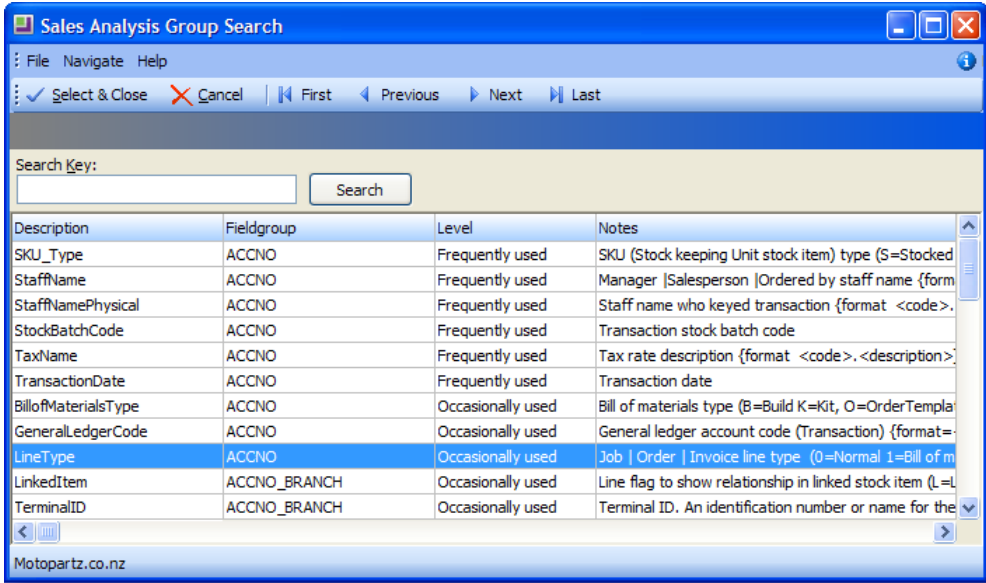 Sales Analysis Group Search
File Navigate Help
Select & Close Cancel First Previous Next Last
Search Key:
Search
Description Fieldgroup Level Notes
SKU_Type ACCNO Frequently used SKU (Stock keeping Unit stock item) type (S=Stocked
StaffName ACCNO Frequently used Manager |Salesperson |Ordered by staff name {form
StaffNamePhysical ACCNO Frequently used Staff name who keyed transaction {format <code>.
StockBatchCode ACCNO Frequently used Transaction stock batch code
TaxName ACCNO Frequently used Tax rate description {format <code>.<description>}
TransactionDate ACCNO Frequently used Transaction date
BillofMaterialsType ACCNO Occasionally used Bill of materials type (B=Build K=Kit, O=OrderTempla
GeneralLedgerCode ACCNO Occasionally used General ledger account code (Transaction) {format=
LineType ACCNO Occasionally used Job | Order | Invoice line type (0=Normal 1=Bill of m
LinkedItem ACCNO_BRANCH Occasionally used Line flag to show relationship in linked stock item (L=L
TerminalID ACCNO_BRANCH Occasionally used Terminal ID. An identification number or name for the
Motopartz.co.nz